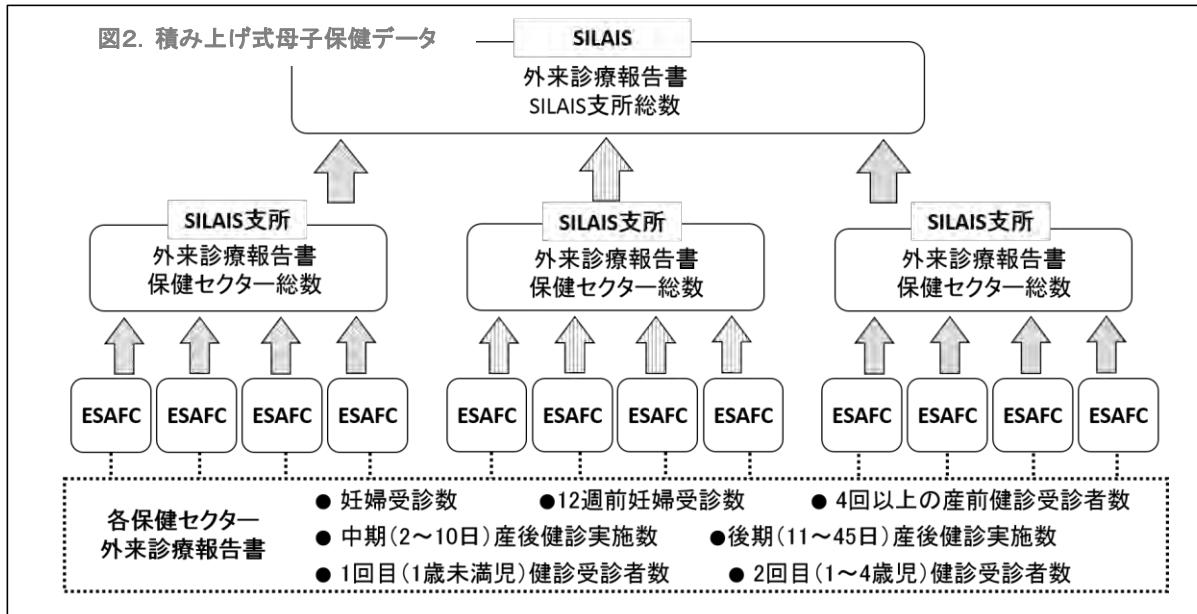 図2. 積み上げ式母子保健データ
SILAIS
外来診療報告書
SILAIS支所総数
SILAIS支所
外来診療報告書
保健セクター総数
SILAIS支所
外来診療報告書
保健セクター総数
SILAIS支所
外来診療報告書
保健セクター総数
ESAFC ESAFC ESAFC ESAFC ESAFC ESAFC ESAFC ESAFC ESAFC ESAFC ESAFC ESAFC
各保健セクター
外来診療報告書
● 妊婦受診数 ●12週前妊婦受診数 ● 4回以上の産前健診受診者数
● 中期(2～10日)産後健診実施数 ●後期(11～45日)産後健診実施数
● 1回目(1歳未満児)健診受診者数 ● 2回目(1～4歳児)健診受診者数